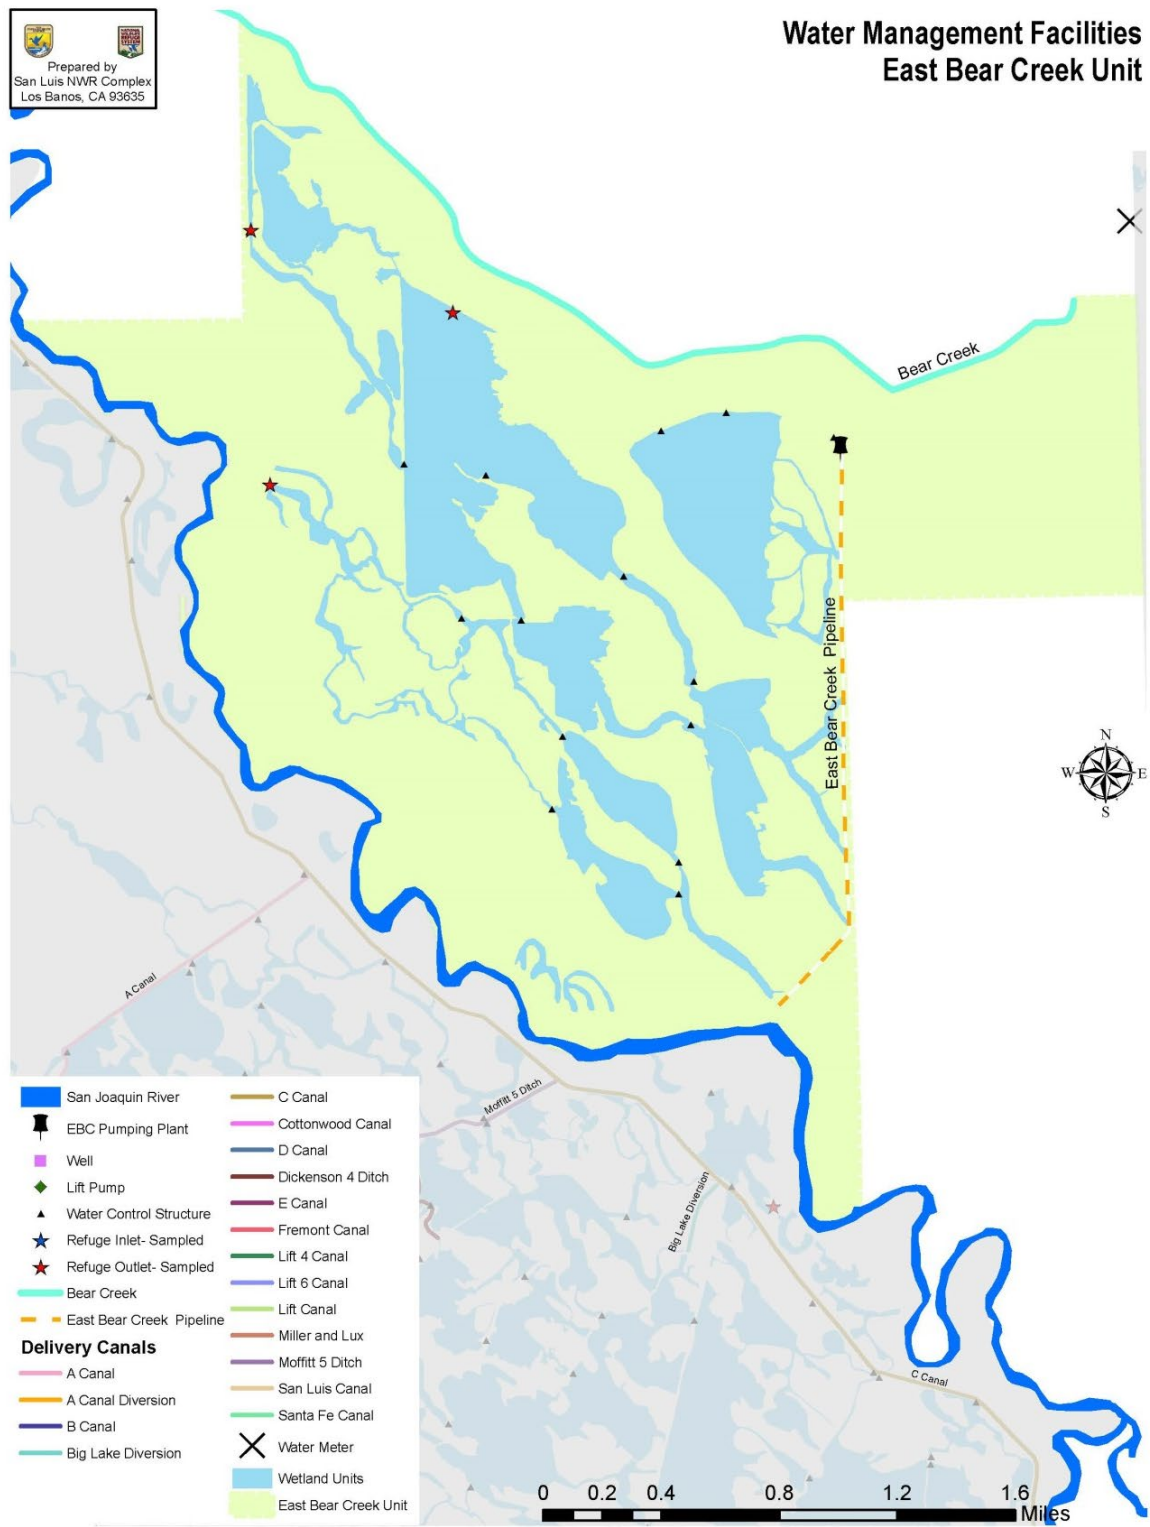 Prepared by
San Luis NWR Complex
Los Banos, CA 93635
Water Management Facilities
East Bear Creek Unit
Bear Creek
East Bear Creek Pipeline
N
W
E
S
A Canal
Moffitt 5 Ditch
Big Lake Diversion
C Canal
San Joaquin River
EBC Pumping Plant
Well
Lift Pump
Water Control Structure
Refuge Inlet- Sampled
Refuge Outlet- Sampled
Bear Creek
East Bear Creek Pipeline
Delivery Canals
A Canal
A Canal Diversion
B Canal
Big Lake Diversion
C Canal
Cottonwood Canal
D Canal
Dickenson 4 Ditch
E Canal
Fremont Canal
Lift 4 Canal
Lift 6 Canal
Lift Canal
Miller and Lux
Moffitt 5 Ditch
San Luis Canal
Santa Fe Canal
Water Meter
Wetland Units
East Bear Creek Unit
0 0.2 0.4 0.8 1.2 1.6
Miles